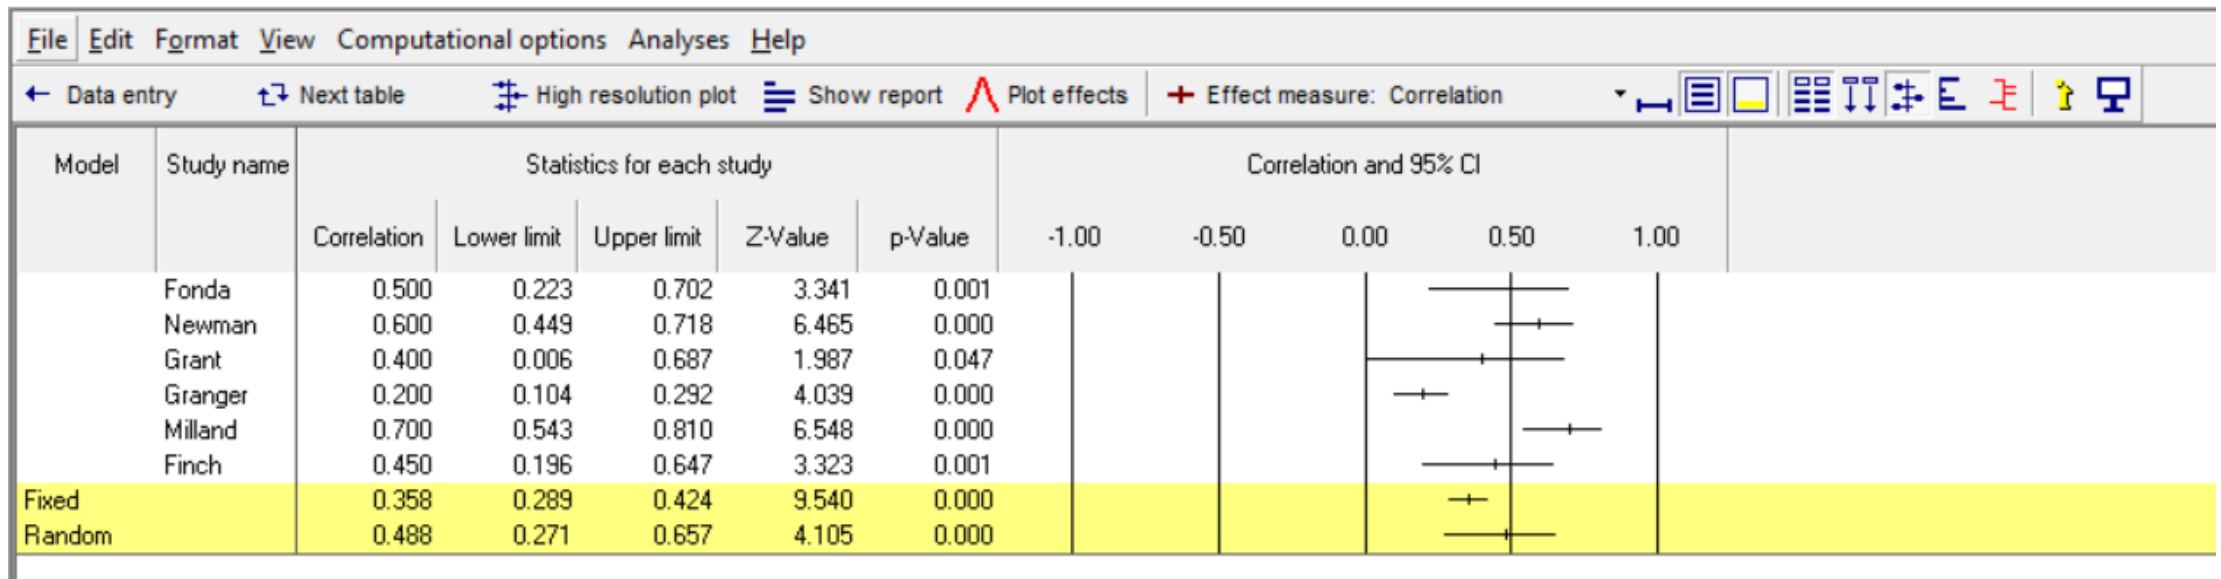 File Edit Format View Computational options Analyses Help
Data entry Next table High resolution plot Show report Plot effects Effect measure: Correlation
Model Study name Statistics for each study Correlation and 95% CI
Correlation Lower limit Upper limit Z-Value p-Value -1.00 -0.50 0.00 0.50 1.00
Fonda 0.500 0.223 0.702 3.341 0.001
Newman 0.600 0.449 0.718 6.465 0.000
Grant 0.400 0.006 0.687 1.987 0.047
Granger 0.200 0.104 0.292 4.039 0.000
Milland 0.700 0.543 0.810 6.548 0.000
Finch 0.450 0.196 0.647 3.323 0.001
Fixed 0.358 0.289 0.424 9.540 0.000
Random 0.488 0.271 0.657 4.105 0.000